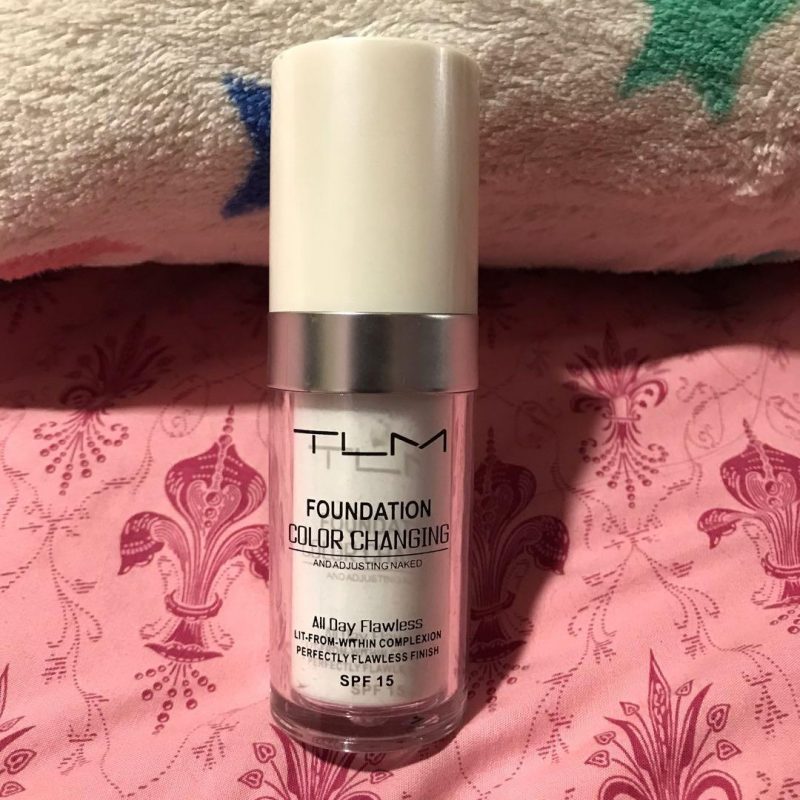 TLM
FOUNDATION
COLOR CHANGING
AND ADJUSTING NAKED
All Day Flawless
LIT-FROM-WITHIN COMPLEXION
PERFECTLY FLAWLESS FINISH
SPF 15